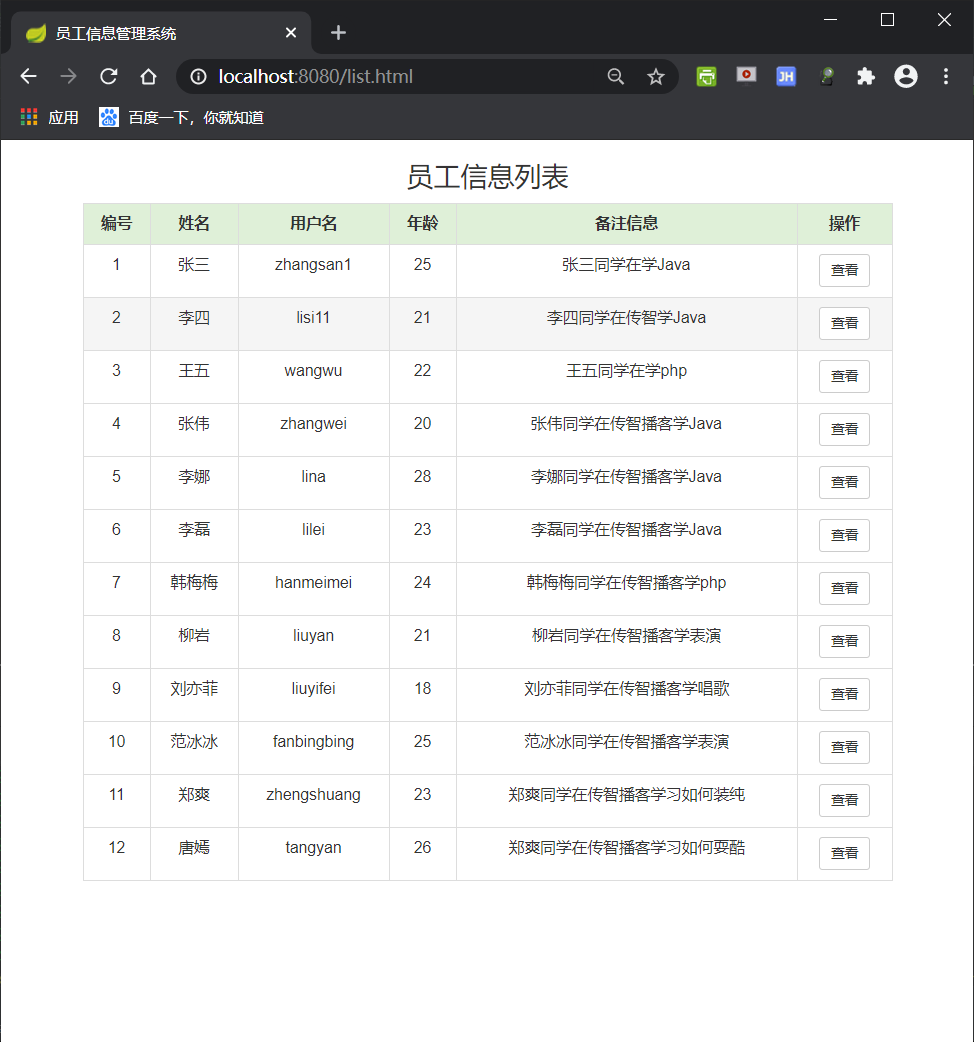 员工信息管理系统
localhost:8080/list.html
JH
应用 du 百度一下，你就知道
员工信息列表
编号 姓名 用户名 年龄 备注信息 操作
1 张三 zhangsan1 25 张三同学在学Java 查看
2 李四 lisi11 21 李四同学在传智学Java 查看
3 王五 wangwu 22 王五同学在学php 查看
4 张伟 zhangwei 20 张伟同学在传智播客学Java 查看
5 李娜 lina 28 李娜同学在传智播客学Java 查看
6 李磊 lilei 23 李磊同学在传智播客学Java 查看
7 韩梅梅 hanmeimei 24 韩梅梅同学在传智播客学php 查看
8 柳岩 liuyan 21 柳岩同学在传智播客学表演 查看
9 刘亦菲 liuyifei 18 刘亦菲同学在传智播客学唱歌 查看
10 范冰冰 fanbingbing 25 范冰冰同学在传智播客学表演 查看
11 郑爽 zhengshuang 23 郑爽同学在传智播客学习如何装纯 查看
12 唐嫣 tangyan 26 郑爽同学在传智播客学习如何耍酷 查看